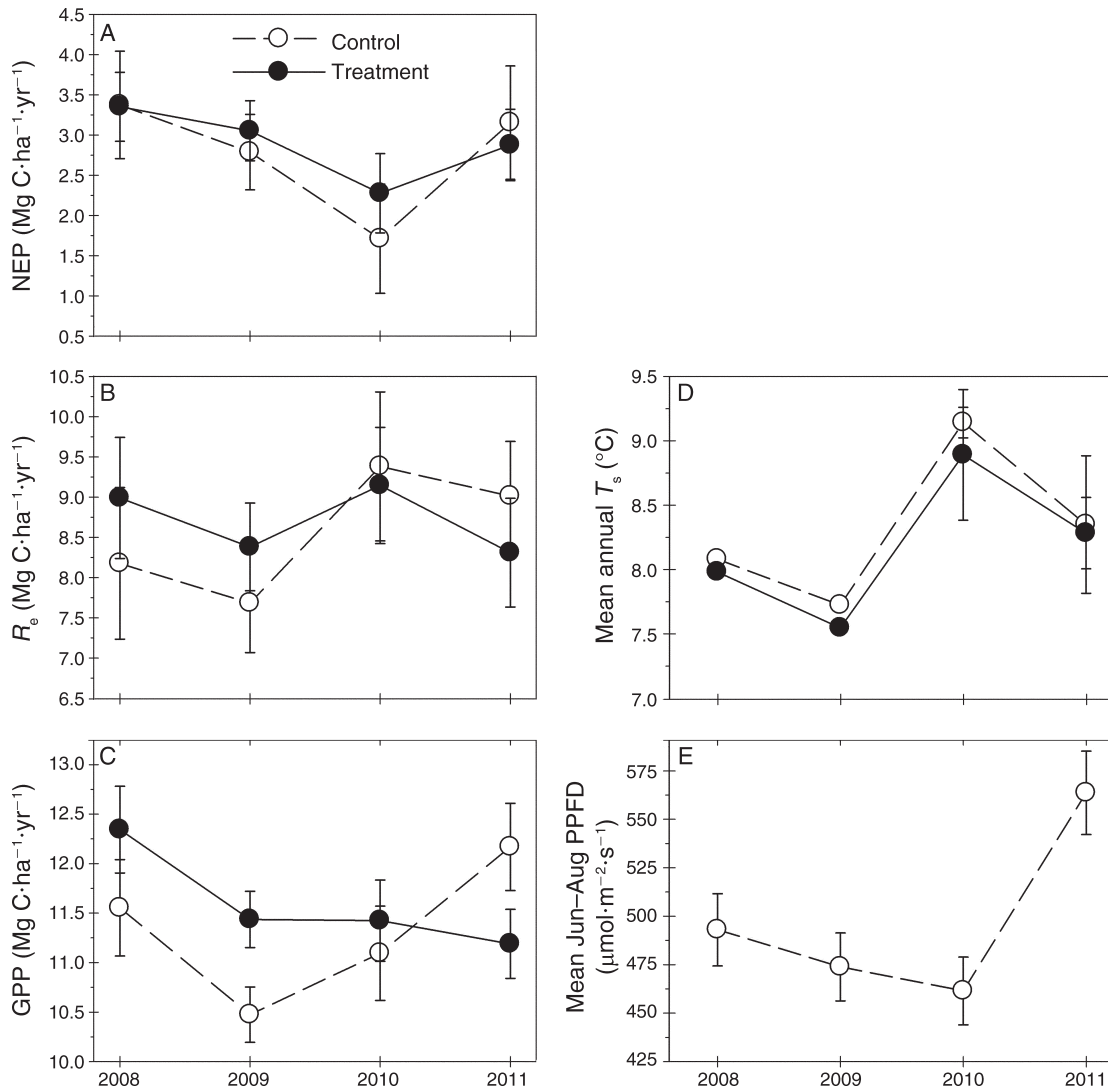 A
Control
Treatment
NEP (Mg C·ha⁻¹·yr⁻¹)
4.5
4.0
3.5
3.0
2.5
2.0
1.5
1.0
0.5
B
Rₑ (Mg C·ha⁻¹·yr⁻¹)
10.5
10.0
9.5
9.0
8.5
8.0
7.5
7.0
6.5
D
Mean annual Tₛ (°C)
9.5
9.0
8.5
8.0
7.5
7.0
C
GPP (Mg C·ha⁻¹·yr⁻¹)
13.0
12.5
12.0
11.5
11.0
10.5
10.0
2008 2009 2010 2011
E
Mean Jun–Aug PPFD
(μmol·m⁻²·s⁻¹)
575
550
525
500
475
450
425
2008 2009 2010 2011